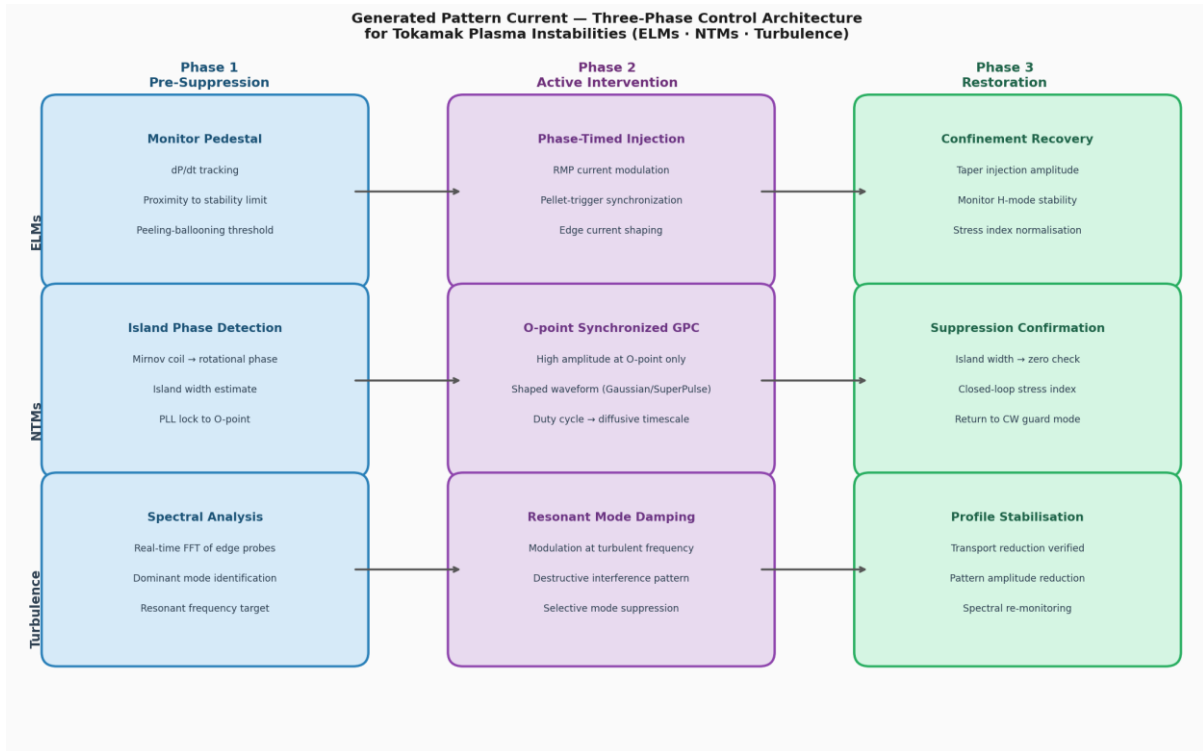 Generated Pattern Current — Three-Phase Control Architecture
for Tokamak Plasma Instabilities (ELMs · NTMs · Turbulence)
Phase 1
Pre-Suppression
Phase 2
Active Intervention
Phase 3
Restoration
ELMs
Monitor Pedestal
dP/dt tracking
Proximity to stability limit
Peeling-ballooning threshold
Phase-Timed Injection
RMP current modulation
Pellet-trigger synchronization
Edge current shaping
Confinement Recovery
Taper injection amplitude
Monitor H-mode stability
Stress index normalisation
NTMs
Island Phase Detection
Mirnov coil → rotational phase
Island width estimate
PLL lock to O-point
O-point Synchronized GPC
High amplitude at O-point only
Shaped waveform (Gaussian/SuperPulse)
Duty cycle → diffusive timescale
Suppression Confirmation
Island width → zero check
Closed-loop stress index
Return to CW guard mode
Turbulence
Spectral Analysis
Real-time FFT of edge probes
Dominant mode identification
Resonant frequency target
Resonant Mode Damping
Modulation at turbulent frequency
Destructive interference pattern
Selective mode suppression
Profile Stabilisation
Transport reduction verified
Pattern amplitude reduction
Spectral re-monitoring